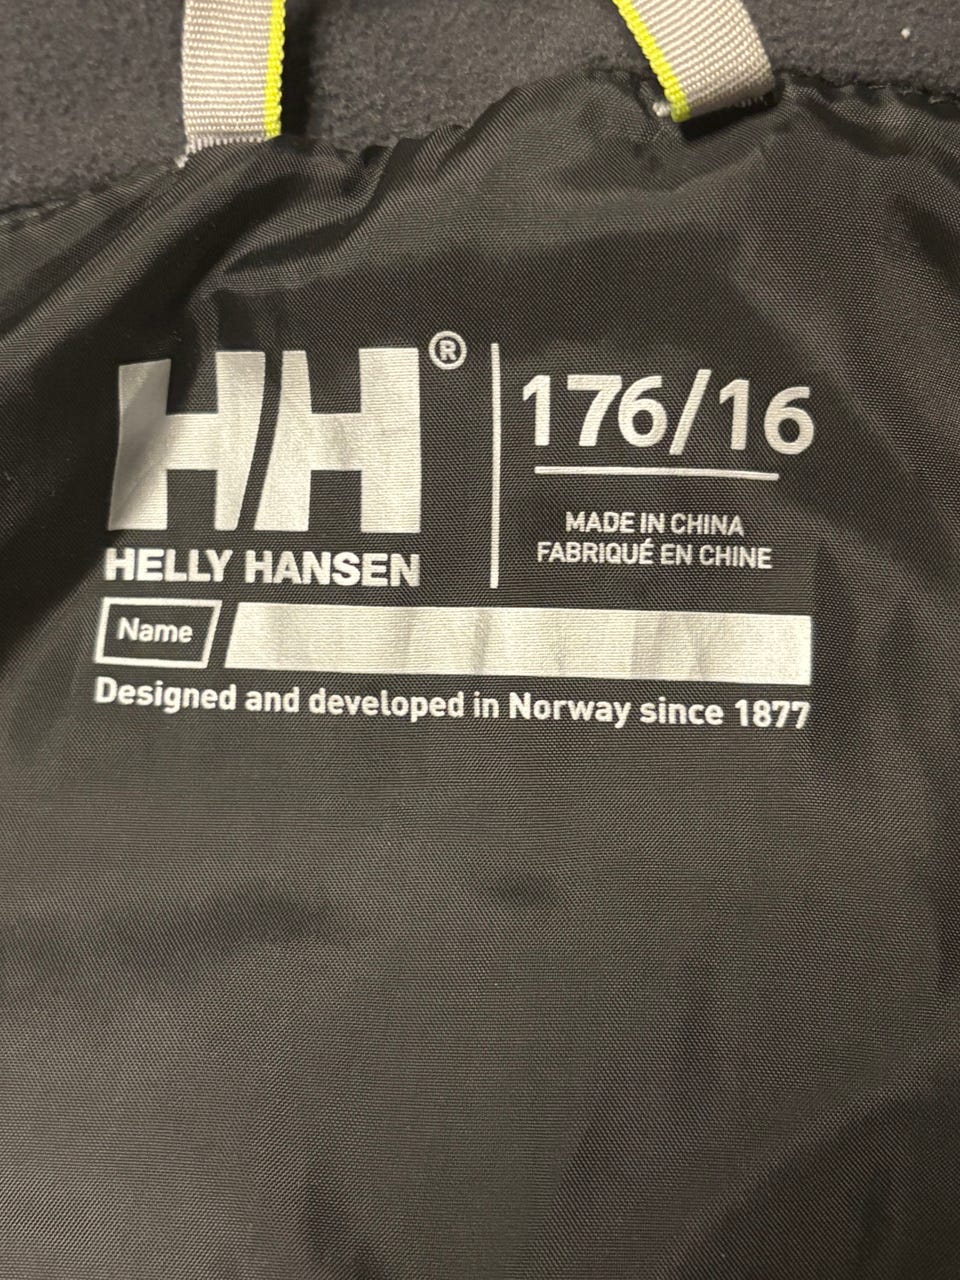 HH®
HELLY HANSEN
176/16
MADE IN CHINA
FABRIQUÉ EN CHINE
Name
Designed and developed in Norway since 1877